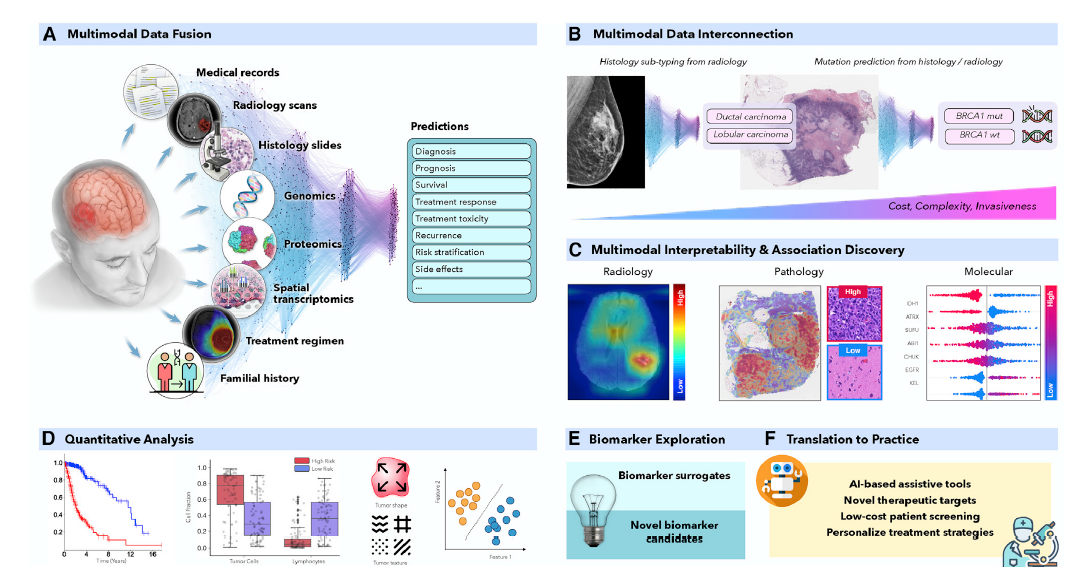 A Multimodal Data Fusion
Medical records
Radiology scans
Histology slides
Genomics
Proteomics
Spatial
transcriptomics
Treatment regimen
Familial history
Predictions
Diagnosis
Prognosis
Survival
Treatment response
Treatment toxicity
Recurrence
Risk stratification
Side effects
...
B Multimodal Data Interconnection
Histology sub-typing from radiology
Mutation prediction from histology / radiology
Ductal carcinoma
Lobular carcinoma
BRCA1 mut
BRCA1 wt
Cost, Complexity, Invasiveness
C Multimodal Interpretability & Association Discovery
Radiology
Pathology
Molecular
High
Low
High
Low
IDH1
ATRX
ABI1
CHUK
EGFR
KEL
High
Low
D Quantitative Analysis
1.0
0.8
0.6
0.4
0.2
0
4
8
12
16
Time (Years)
Cell fraction
1.0
0.8
0.6
0.4
0.2
0.0
High Risk
Low Risk
Tumor Cells
Lymphocytes
Tumor shape
Tumor texture
Feature 2
Feature 1
E Biomarker Exploration
Biomarker surrogates
Novel biomarker
candidates
F Translation to Practice
AI-based assistive tools
Novel therapeutic targets
Low-cost patient screening
Personalize treatment strategies